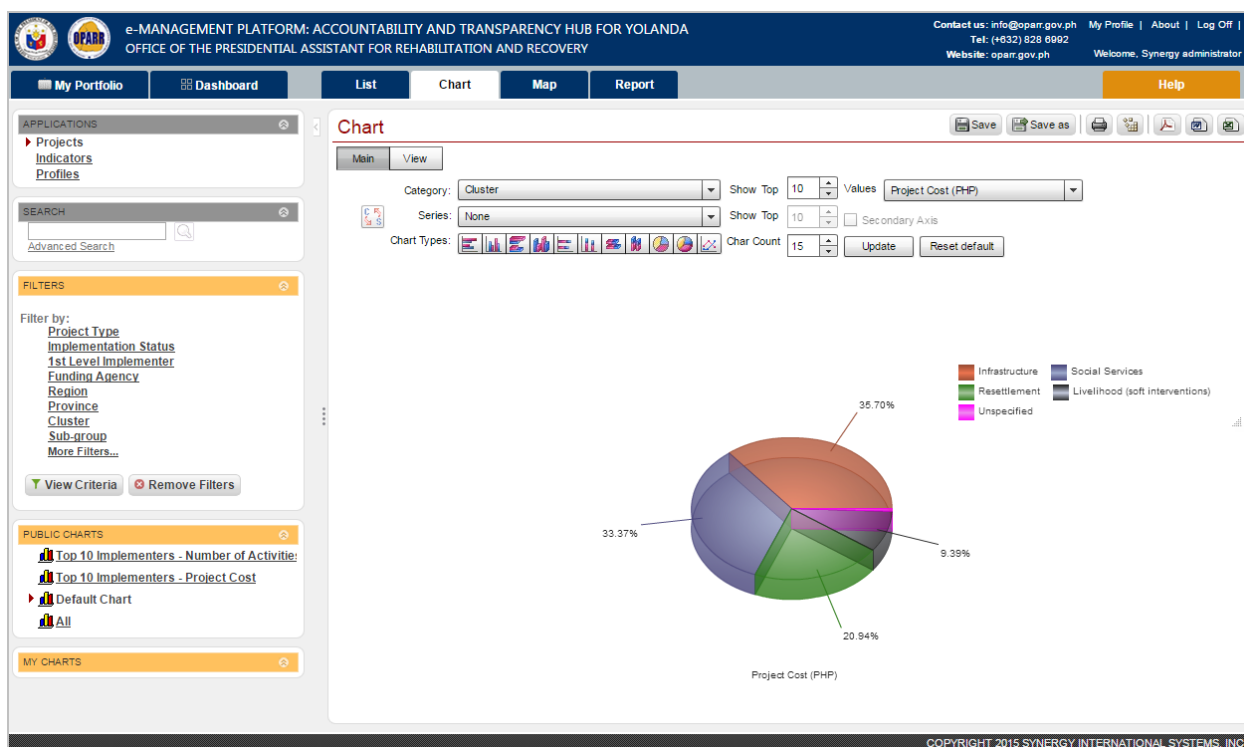 e-MANAGEMENT PLATFORM: ACCOUNTABILITY AND TRANSPARENCY HUB FOR YOLANDA
OFFICE OF THE PRESIDENTIAL ASSISTANT FOR REHABILITATION AND RECOVERY
OPARR
Contact us: info@oparr.gov.ph My Profile | About | Log Off |
Tel: (+632) 828 6992
Website: oparr.gov.ph Welcome, Synergy administrator
My Portfolio Dashboard List Chart Map Report Help
APPLICATIONS
Projects
Indicators
Profiles
SEARCH
Advanced Search
FILTERS
Filter by:
Project Type
Implementation Status
1st Level Implementer
Funding Agency
Region
Province
Cluster
Sub-group
More Filters...
View Criteria Remove Filters
PUBLIC CHARTS
Top 10 Implementers - Number of Activities
Top 10 Implementers - Project Cost
Default Chart
All
MY CHARTS
Chart
Save Save as
Main View
Category: Cluster Show Top 10 Values Project Cost (PHP)
Series: None Show Top 10 Secondary Axis
Chart Types: Char Count 15 Update Reset default
Infrastructure Social Services
Resettlement Livelihood (soft interventions)
Unspecified
35.70%
33.37%
9.39%
20.94%
Project Cost (PHP)
COPYRIGHT 2015 SYNERGY INTERNATIONAL SYSTEMS, INC